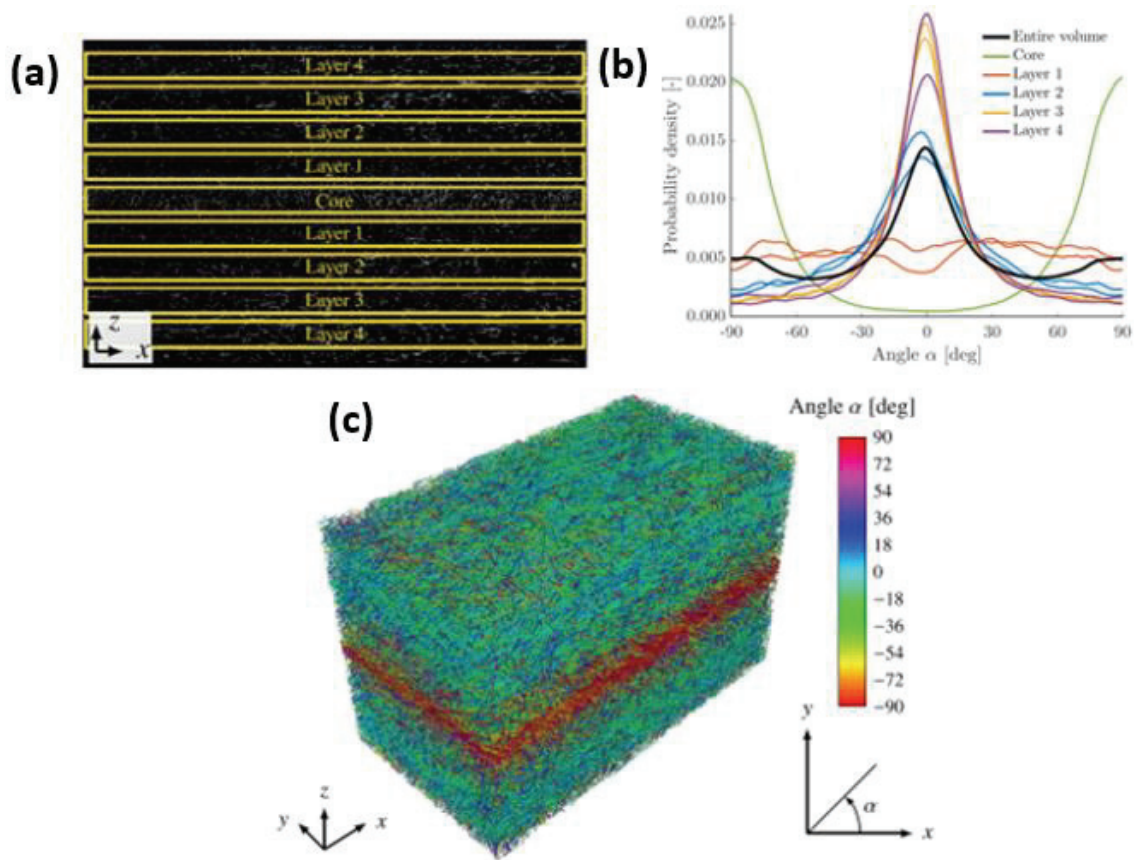 (a)
Layer 4
Layer 3
Layer 2
Layer 1
Core
Layer 1
Layer 2
Layer 3
Layer 4
z
x
(b)
Probability density [-]
0.025
0.020
0.015
0.010
0.005
0.000
-90 -60 -30 0 30 60 90
Angle α [deg]
Entire volume
Core
Layer 1
Layer 2
Layer 3
Layer 4
(c)
Angle α [deg]
90
72
54
36
18
0
−18
−36
−54
−72
−90
z
y
x
y
α
x